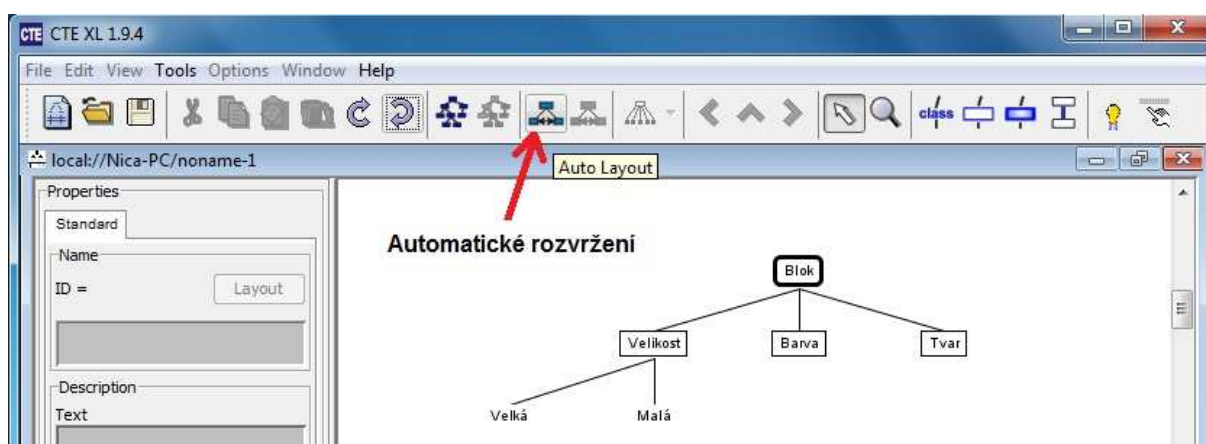 CTE CTE XL 1.9.4
File Edit View Tools Options Window Help
class
local://Nica-PC/noname-1
Auto Layout
Properties
Standard
Name
ID =
Layout
Description
Text
Automatické rozvržení
Blok
Velikost Barva Tvar
Velká Malá